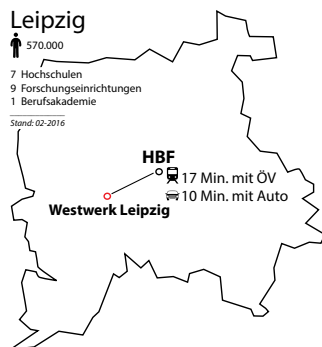 Leipzig
570.000
7 Hochschulen
9 Forschungseinrichtungen
1 Berufsakademie
Stand: 02-2016
HBF
17 Min. mit ÖV
10 Min. mit Auto
Westwerk Leipzig